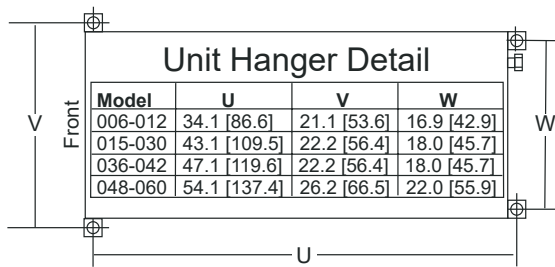 Unit Hanger Detail
Model U V W
006-012 34.1 [86.6] 21.1 [53.6] 16.9 [42.9]
015-030 43.1 [109.5] 22.2 [56.4] 18.0 [45.7]
036-042 47.1 [119.6] 22.2 [56.4] 18.0 [45.7]
048-060 54.1 [137.4] 26.2 [66.5] 22.0 [55.9]
V
Front
W
U